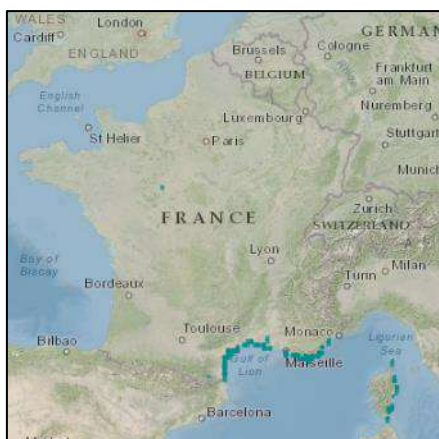 WALES
London
GERMAN
Cardiff
ENGLAND
Brussels
Cologne
BELGIUM
Frankfurt
am Main
Rhine
English
Channel
Luxembourg
Nuremberg
St Helier
Paris
Stuttgart
Munich
Zurich
FRANCE
SWITZERLAND
A
Bay of
Biscay
Lyon
Milan
Turin
Bordeaux
Toulouse
Monaco
Ligurian
Sea
Bilbao
Gulf of
Lion
Marseille
Barcelona